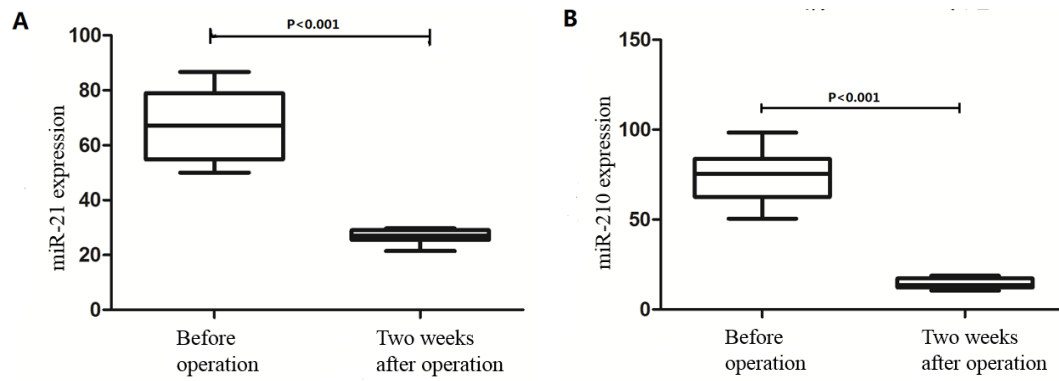 A
P<0.001
100
80
60
40
20
0
miR-21 expression
Before
operation
Two weeks
after operation
B
P<0.001
150
100
50
0
miR-210 expression
Before
operation
Two weeks
after operation